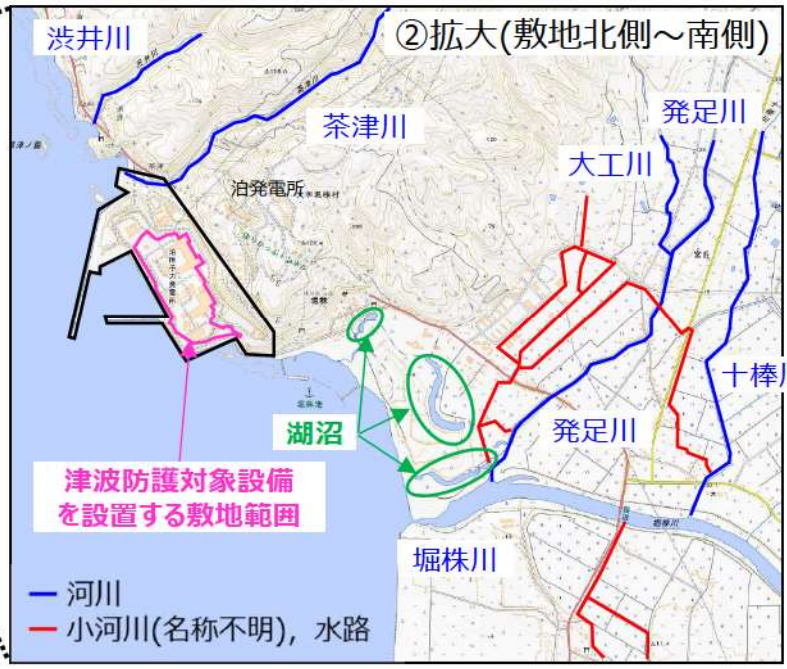 ②拡大(敷地北側～南側)
渋井川
茶津川
発足川
大工川
泊発電所
十棒川
湖沼
発足川
津波防護対象設備
を設置する敷地範囲
堀株川
堀株川
河川
小河川(名称不明)，水路